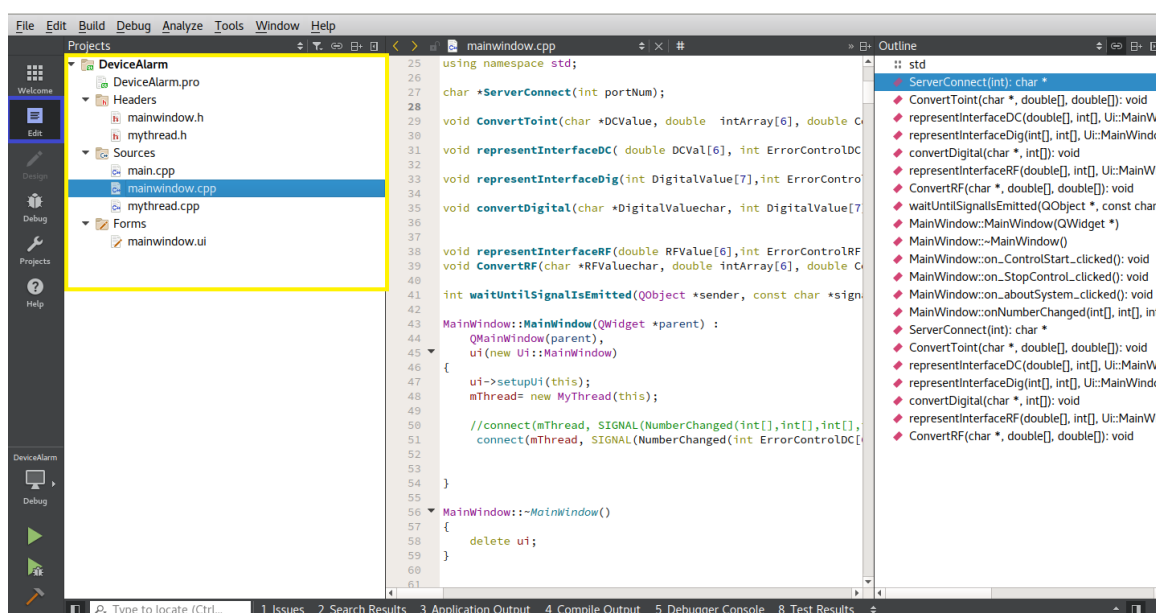 File Edit Build Debug Analyze Tools Window Help
Projects
mainwindow.cpp
#
»
Outline
Welcome
Edit
Design
Debug
Projects
Help
DeviceAlarm
Debug
DeviceAlarm
DeviceAlarm.pro
Headers
mainwindow.h
mythread.h
Sources
main.cpp
mainwindow.cpp
mythread.cpp
Forms
mainwindow.ui
25 using namespace std;
26
27 char *ServerConnect(int portNum);
28
29 void ConvertToint(char *DCValue, double intArray[6], double
30
31 void representInterfaceDC( double DCVal[6], int ErrorControlDC
32
33 void representInterfaceDig(int DigitalValue[7],int ErrorContro
34
35 void convertDigital(char *DigitalValuechar, int DigitalValue[7
36
37
38 void representInterfaceRF(double RFValue[6],int ErrorControlRF
39 void ConvertRF(char *RFValuechar, double intArray[6], double
40
41 int waitUntilSignalIsEmitted(QObject *sender, const char *sign
42
43 MainWindow::MainWindow(QWidget *parent) :
44 QMainWindow(parent),
45 ui(new Ui::MainWindow)
46 {
47 ui->setupUi(this);
48 mThread= new MyThread(this);
49
50 //connect(mThread, SIGNAL(NumberChanged(int[],int[],int[],
51 connect(mThread, SIGNAL(NumberChanged(int ErrorControlDC[
52
53
54 }
55
56 MainWindow::~MainWindow()
57 {
58 delete ui;
59 }
60
61
std
ServerConnect(int): char *
ConvertToint(char *, double[], double[]): void
representInterfaceDC(double[], int[], Ui::MainW
representInterfaceDig(int[], int[], Ui::MainWind
convertDigital(char *, int[]): void
representInterfaceRF(double[], int[], Ui::MainW
ConvertRF(char *, double[], double[]): void
waitUntilSignalIsEmitted(QObject *, const char
MainWindow::MainWindow(QWidget *)
MainWindow::~MainWindow()
MainWindow::on_ControlStart_clicked(): void
MainWindow::on_StopControl_clicked(): void
MainWindow::on_aboutSystem_clicked(): void
MainWindow::onNumberChanged(int[], int[], int
ServerConnect(int): char *
ConvertToint(char *, double[], double[]): void
representInterfaceDC(double[], int[], Ui::MainW
representInterfaceDig(int[], int[], Ui::MainWind
convertDigital(char *, int[]): void
representInterfaceRF(double[], int[], Ui::MainW
ConvertRF(char *, double[], double[]): void
Type to locate (Ctrl... 1 Issues 2 Search Results 3 Application Output 4 Compile Output 5 Debugger Console 8 Test Results